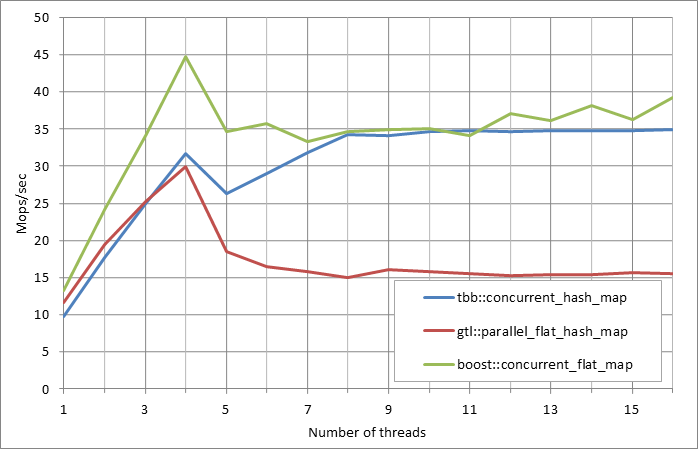 50
45
40
35
30
25
20
15
10
5
0
Mops/sec
tbb::concurrent_hash_map
gtl::parallel_flat_hash_map
boost::concurrent_flat_map
1 3 5 7 9 11 13 15
Number of threads